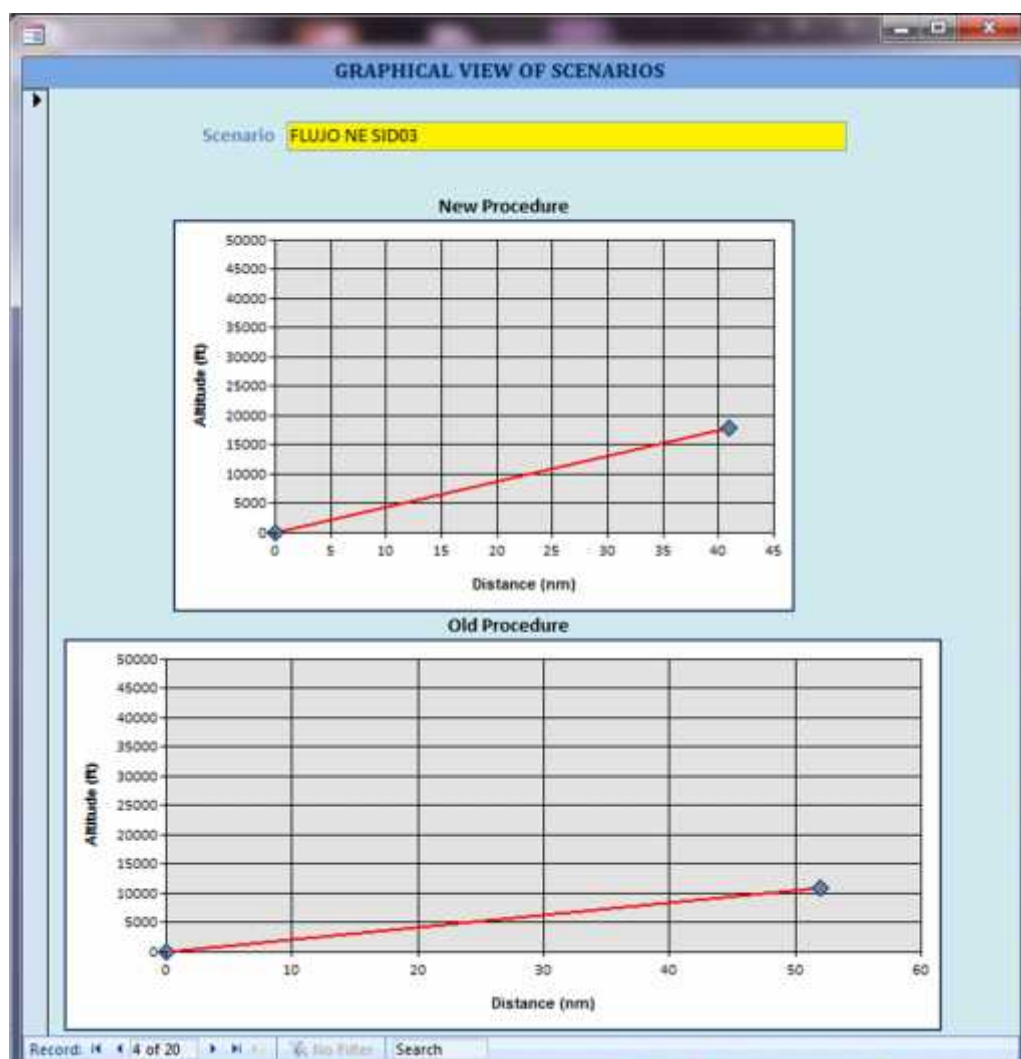 GRAPHICAL VIEW OF SCENARIOS
Scenario FLUJO NE SID03
New Procedure
50000
45000
40000
35000
30000
25000
20000
15000
10000
5000
0
Altitude (ft)
0 5 10 15 20 25 30 35 40 45
Distance (nm)
Old Procedure
50000
45000
40000
35000
30000
25000
20000
15000
10000
5000
0
Altitude (ft)
0 10 20 30 40 50 60
Distance (nm)
Record: 4 of 20 No Filter Search